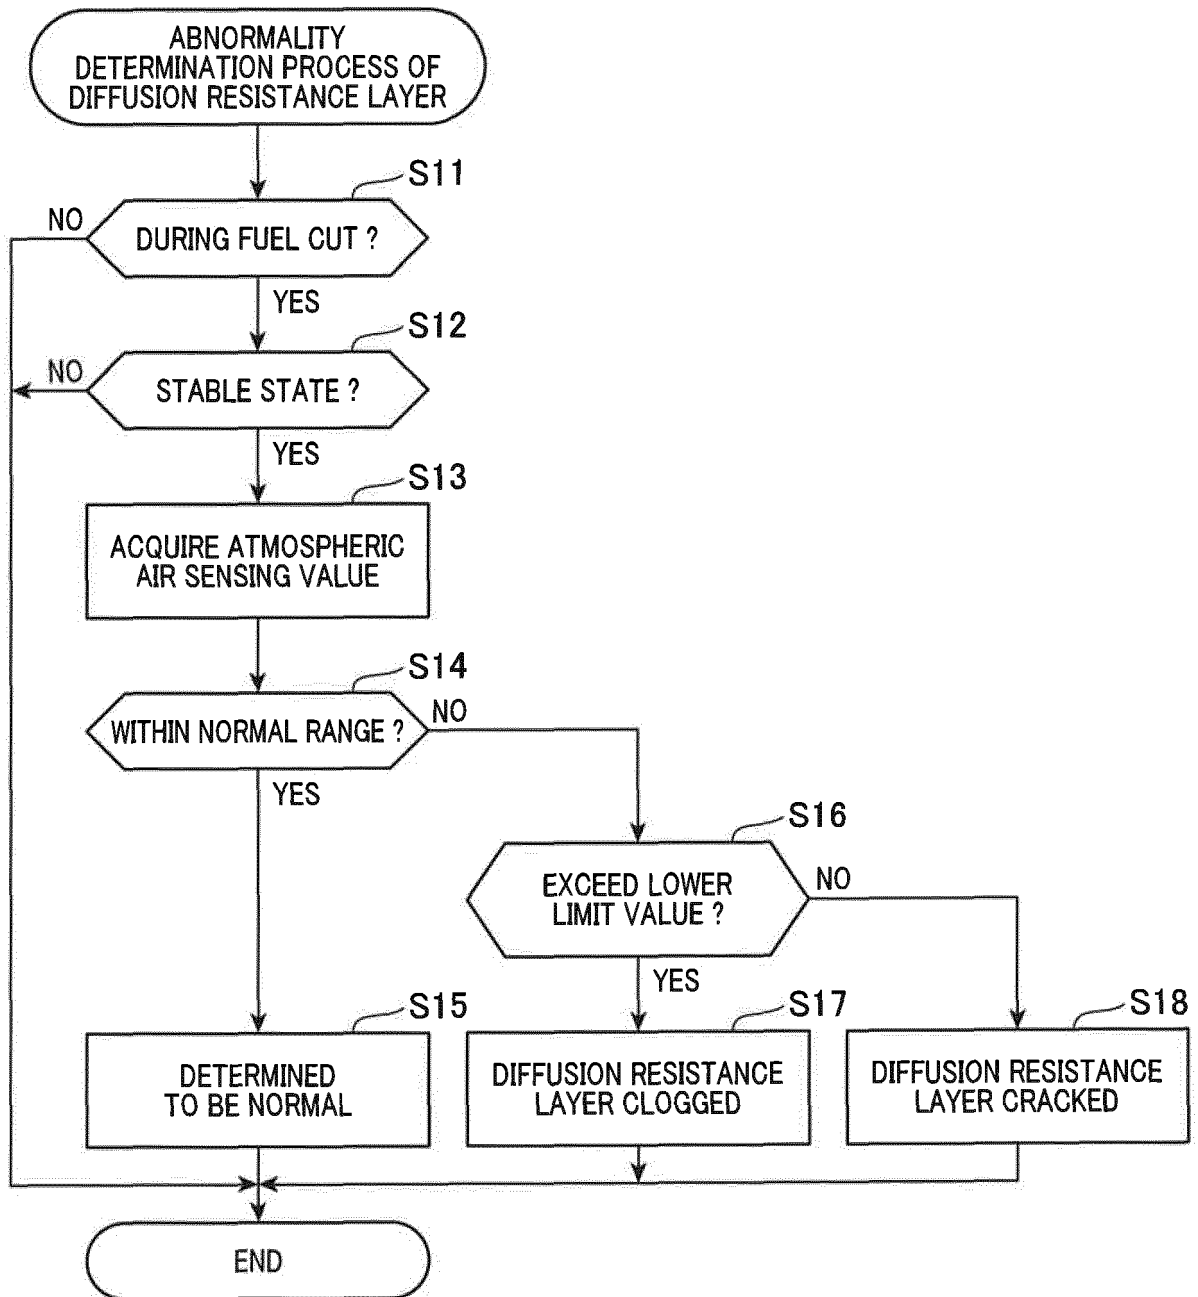 ABNORMALITY
DETERMINATION PROCESS OF
DIFFUSION RESISTANCE LAYER
S11
NO
DURING FUEL CUT ?
YES
S12
NO
STABLE STATE ?
YES
S13
ACQUIRE ATMOSPHERIC
AIR SENSING VALUE
S14
WITHIN NORMAL RANGE ?
NO
YES
S16
EXCEED LOWER
LIMIT VALUE ?
NO
YES
S15
DETERMINED
TO BE NORMAL
S17
DIFFUSION RESISTANCE
LAYER CLOGGED
S18
DIFFUSION RESISTANCE
LAYER CRACKED
END